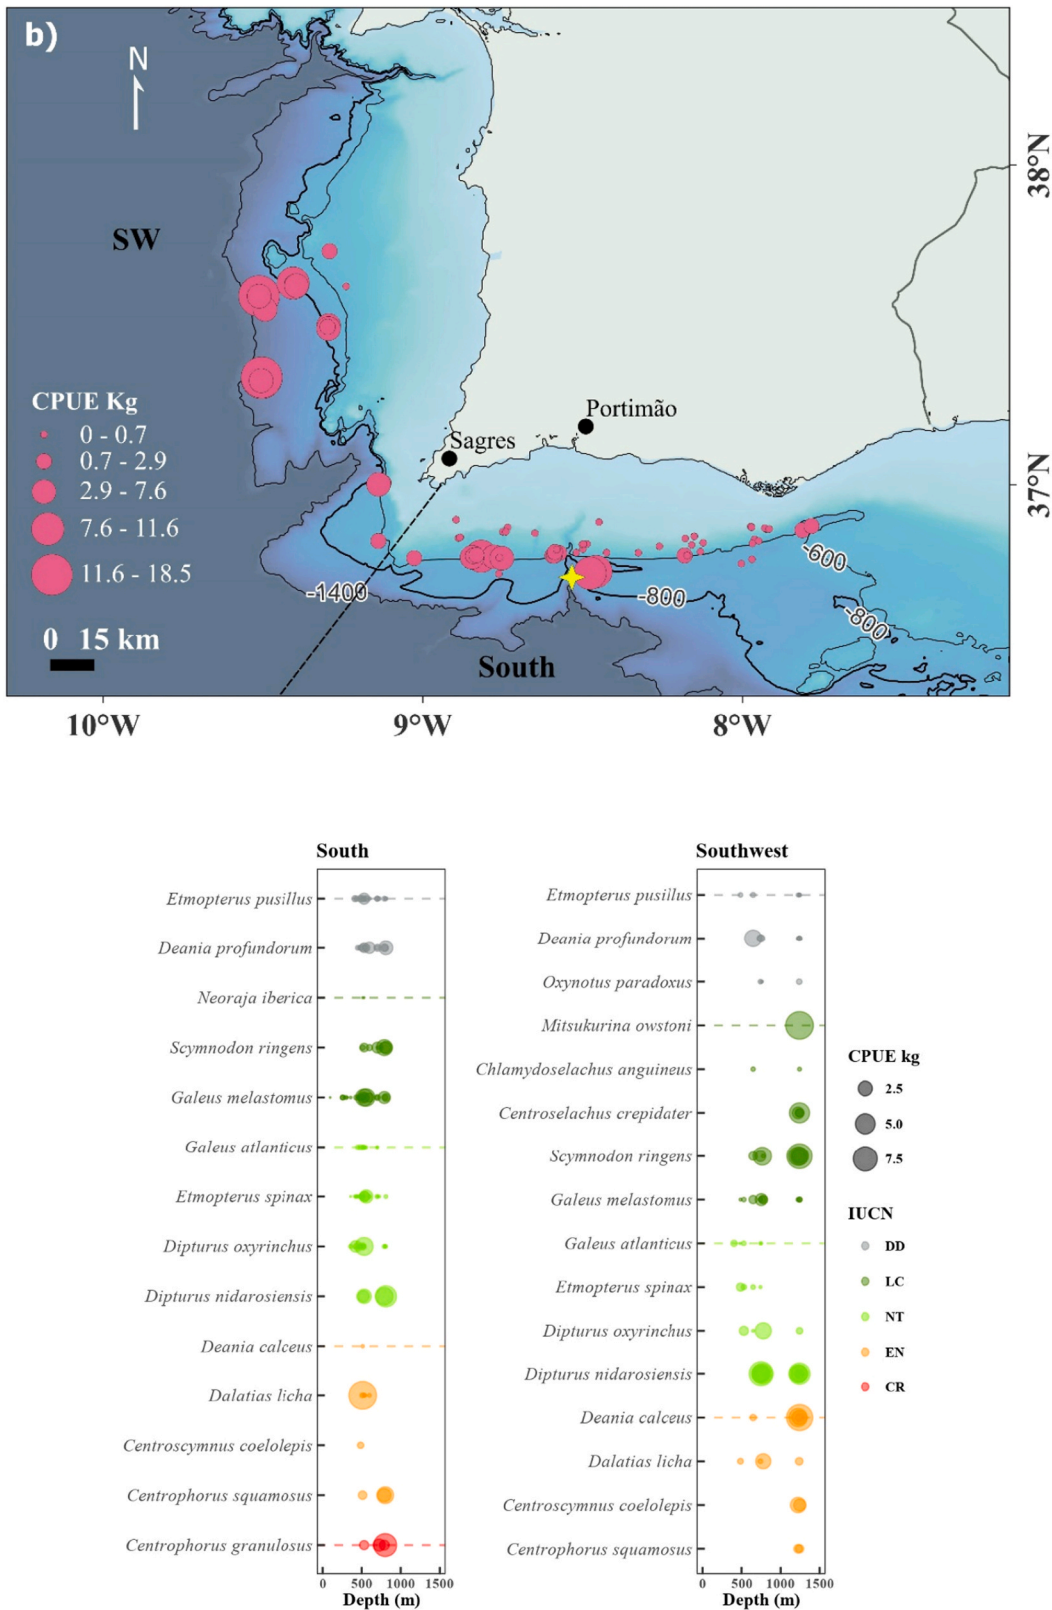 b)
N
38°N
SW
Portimão
CPUE Kg
0 - 0.7
0.7 - 2.9
2.9 - 7.6
7.6 - 11.6
11.6 - 18.5
Sagres
37°N
-600
-1400
-800
-800
0 15 km
South
10°W 9°W 8°W
South
Etmopterus pusillus
Deania profundorum
Neoraja iberica
Scymnodon ringens
Galeus melastomus
Galeus atlanticus
Etmopterus spinax
Dipturus oxyrinchus
Dipturus nidarosiensis
Deania calceus
Dalatias licha
Centroscymnus coelolepis
Centrophorus squamosus
Centrophorus granulosus
0 500 1000 1500
Depth (m)
Southwest
Etmopterus pusillus
Deania profundorum
Oxynotus paradoxus
Mitsukurina owstoni
Chlamydoselachus anguineus
Centroselachus crepidater
Scymnodon ringens
Galeus melastomus
Galeus atlanticus
Etmopterus spinax
Dipturus oxyrinchus
Dipturus nidarosiensis
Deania calceus
Dalatias licha
Centroscymnus coelolepis
Centrophorus squamosus
0 500 1000 1500
Depth (m)
CPUE kg
2.5
5.0
7.5
IUCN
DD
LC
NT
EN
CR